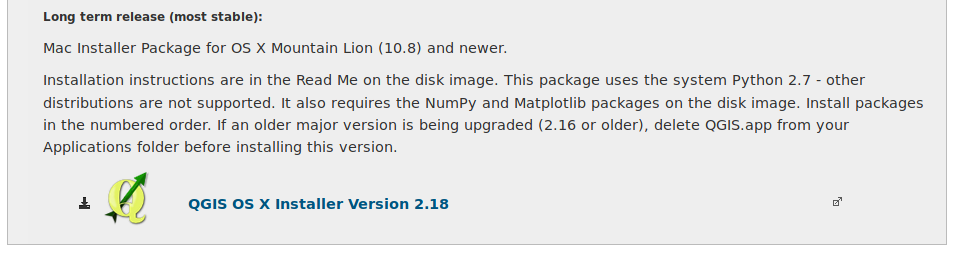 Long term release (most stable):
Mac Installer Package for OS X Mountain Lion (10.8) and newer.
Installation instructions are in the Read Me on the disk image. This package uses the system Python 2.7 - other
distributions are not supported. It also requires the NumPy and Matplotlib packages on the disk image. Install packages
in the numbered order. If an older major version is being upgraded (2.16 or older), delete QGIS.app from your
Applications folder before installing this version.
QGIS OS X Installer Version 2.18